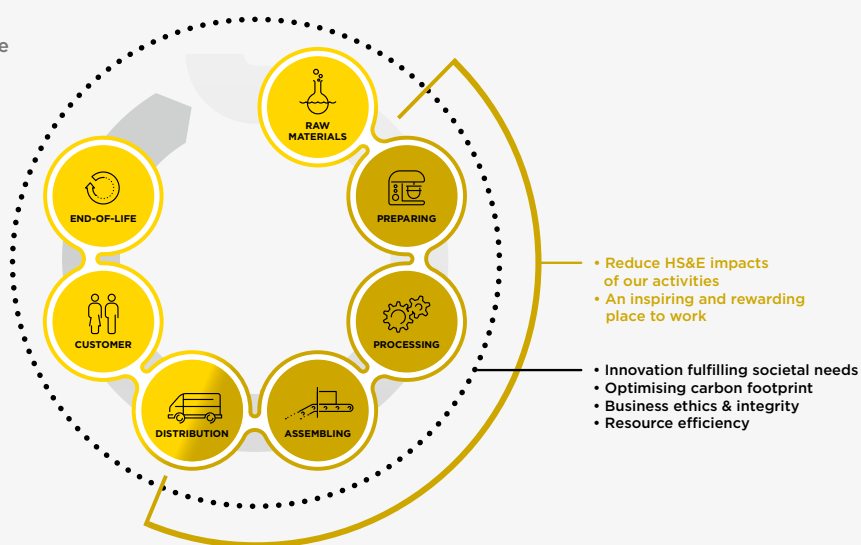 RAW
MATERIALS
PREPARING
PROCESSING
ASSEMBLING
DISTRIBUTION
CUSTOMER
END-OF-LIFE
• Reduce HS&E impacts
of our activities
• An inspiring and rewarding
place to work
• Innovation fulfilling societal needs
• Optimising carbon footprint
• Business ethics & integrity
• Resource efficiency